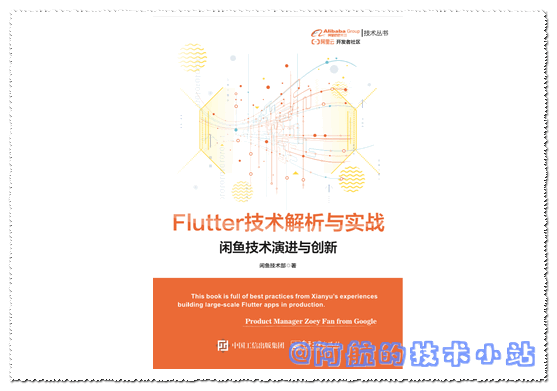 Alibaba Group 技术丛书
阿里云 开发者社区
Flutter技术解析与实战
闲鱼技术演进与创新
闲鱼技术部◎著
This book is full of best practices from Xianyu's experiences
building large-scale Flutter apps in production.
Product Manager Zoey Fan from Google
中国工信出版集团
@阿航的技术小站